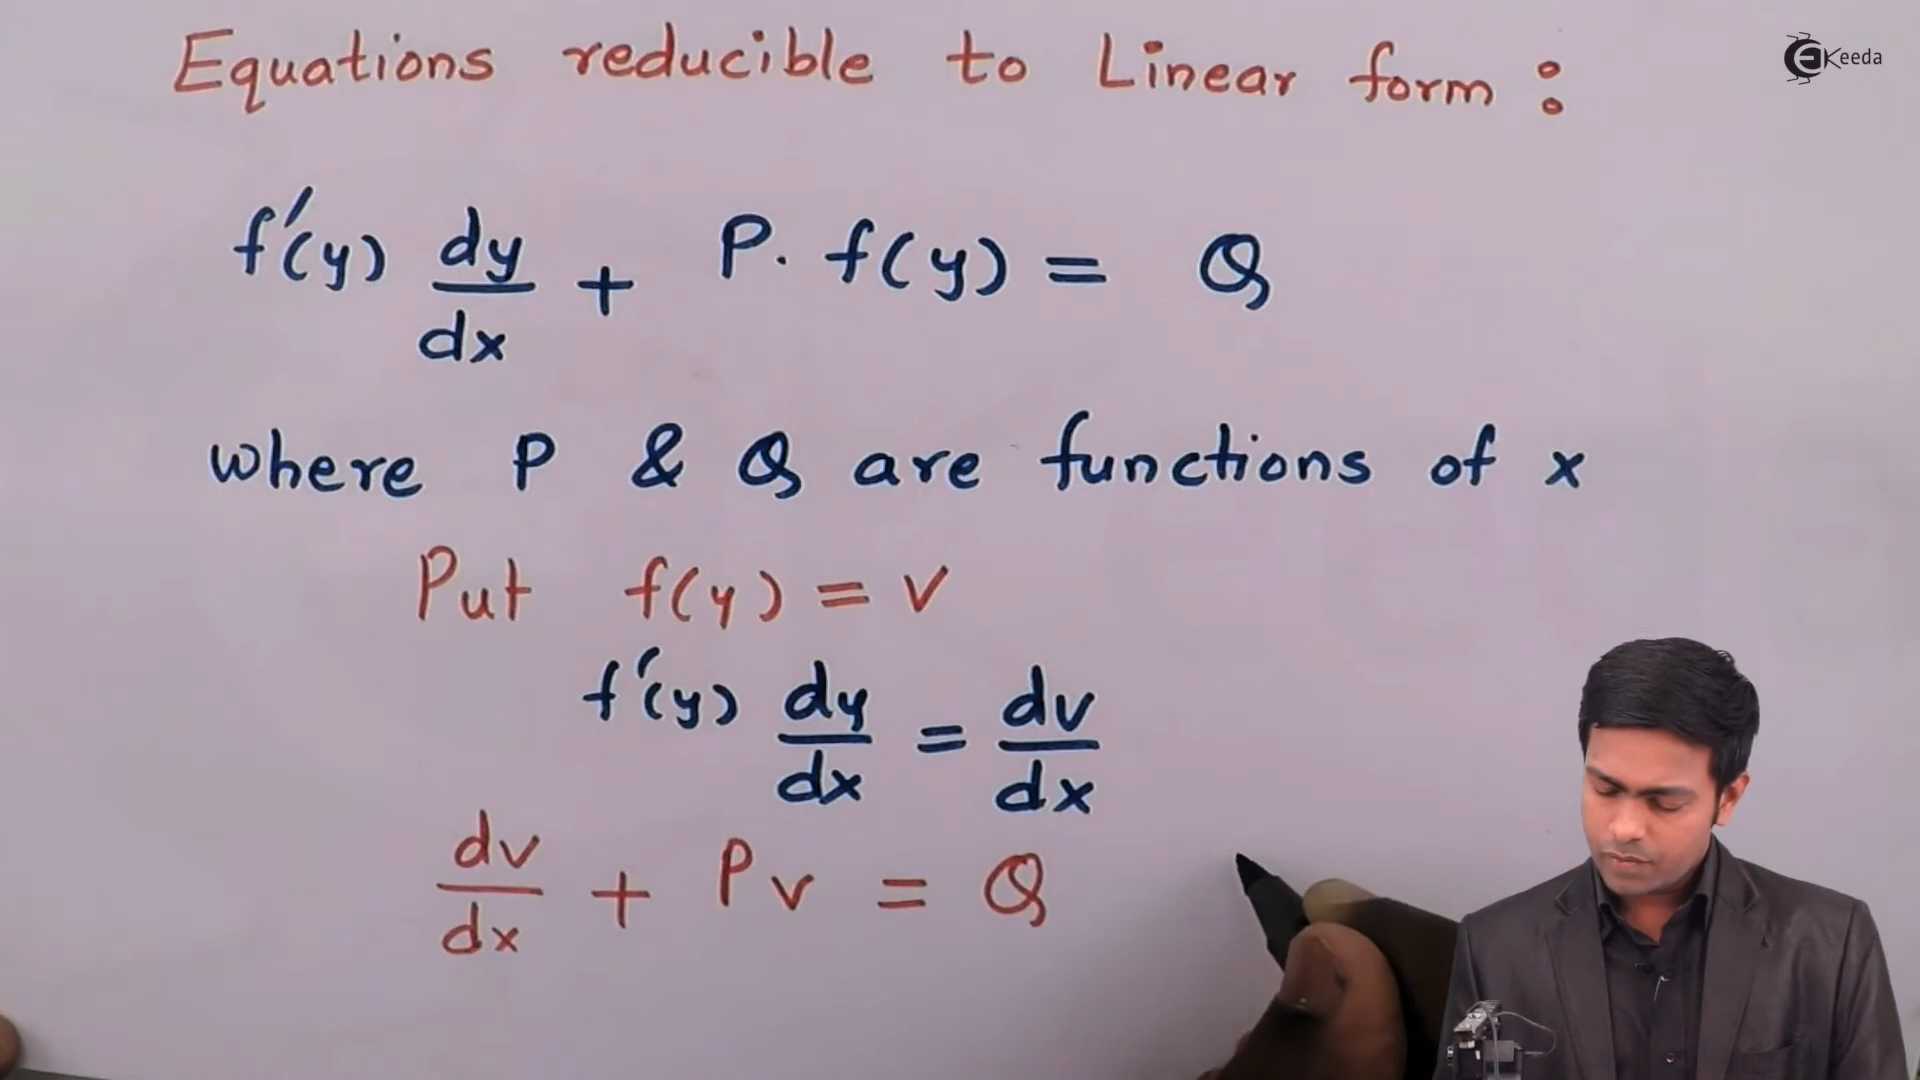 Equations reducible to Linear form :
EKeeda
f'(y) dy/dx + P. f(y) = Q
where P & Q are functions of x
Put f(y) = v
f'(y) dy/dx = dv/dx
dv/dx + Pv = Q